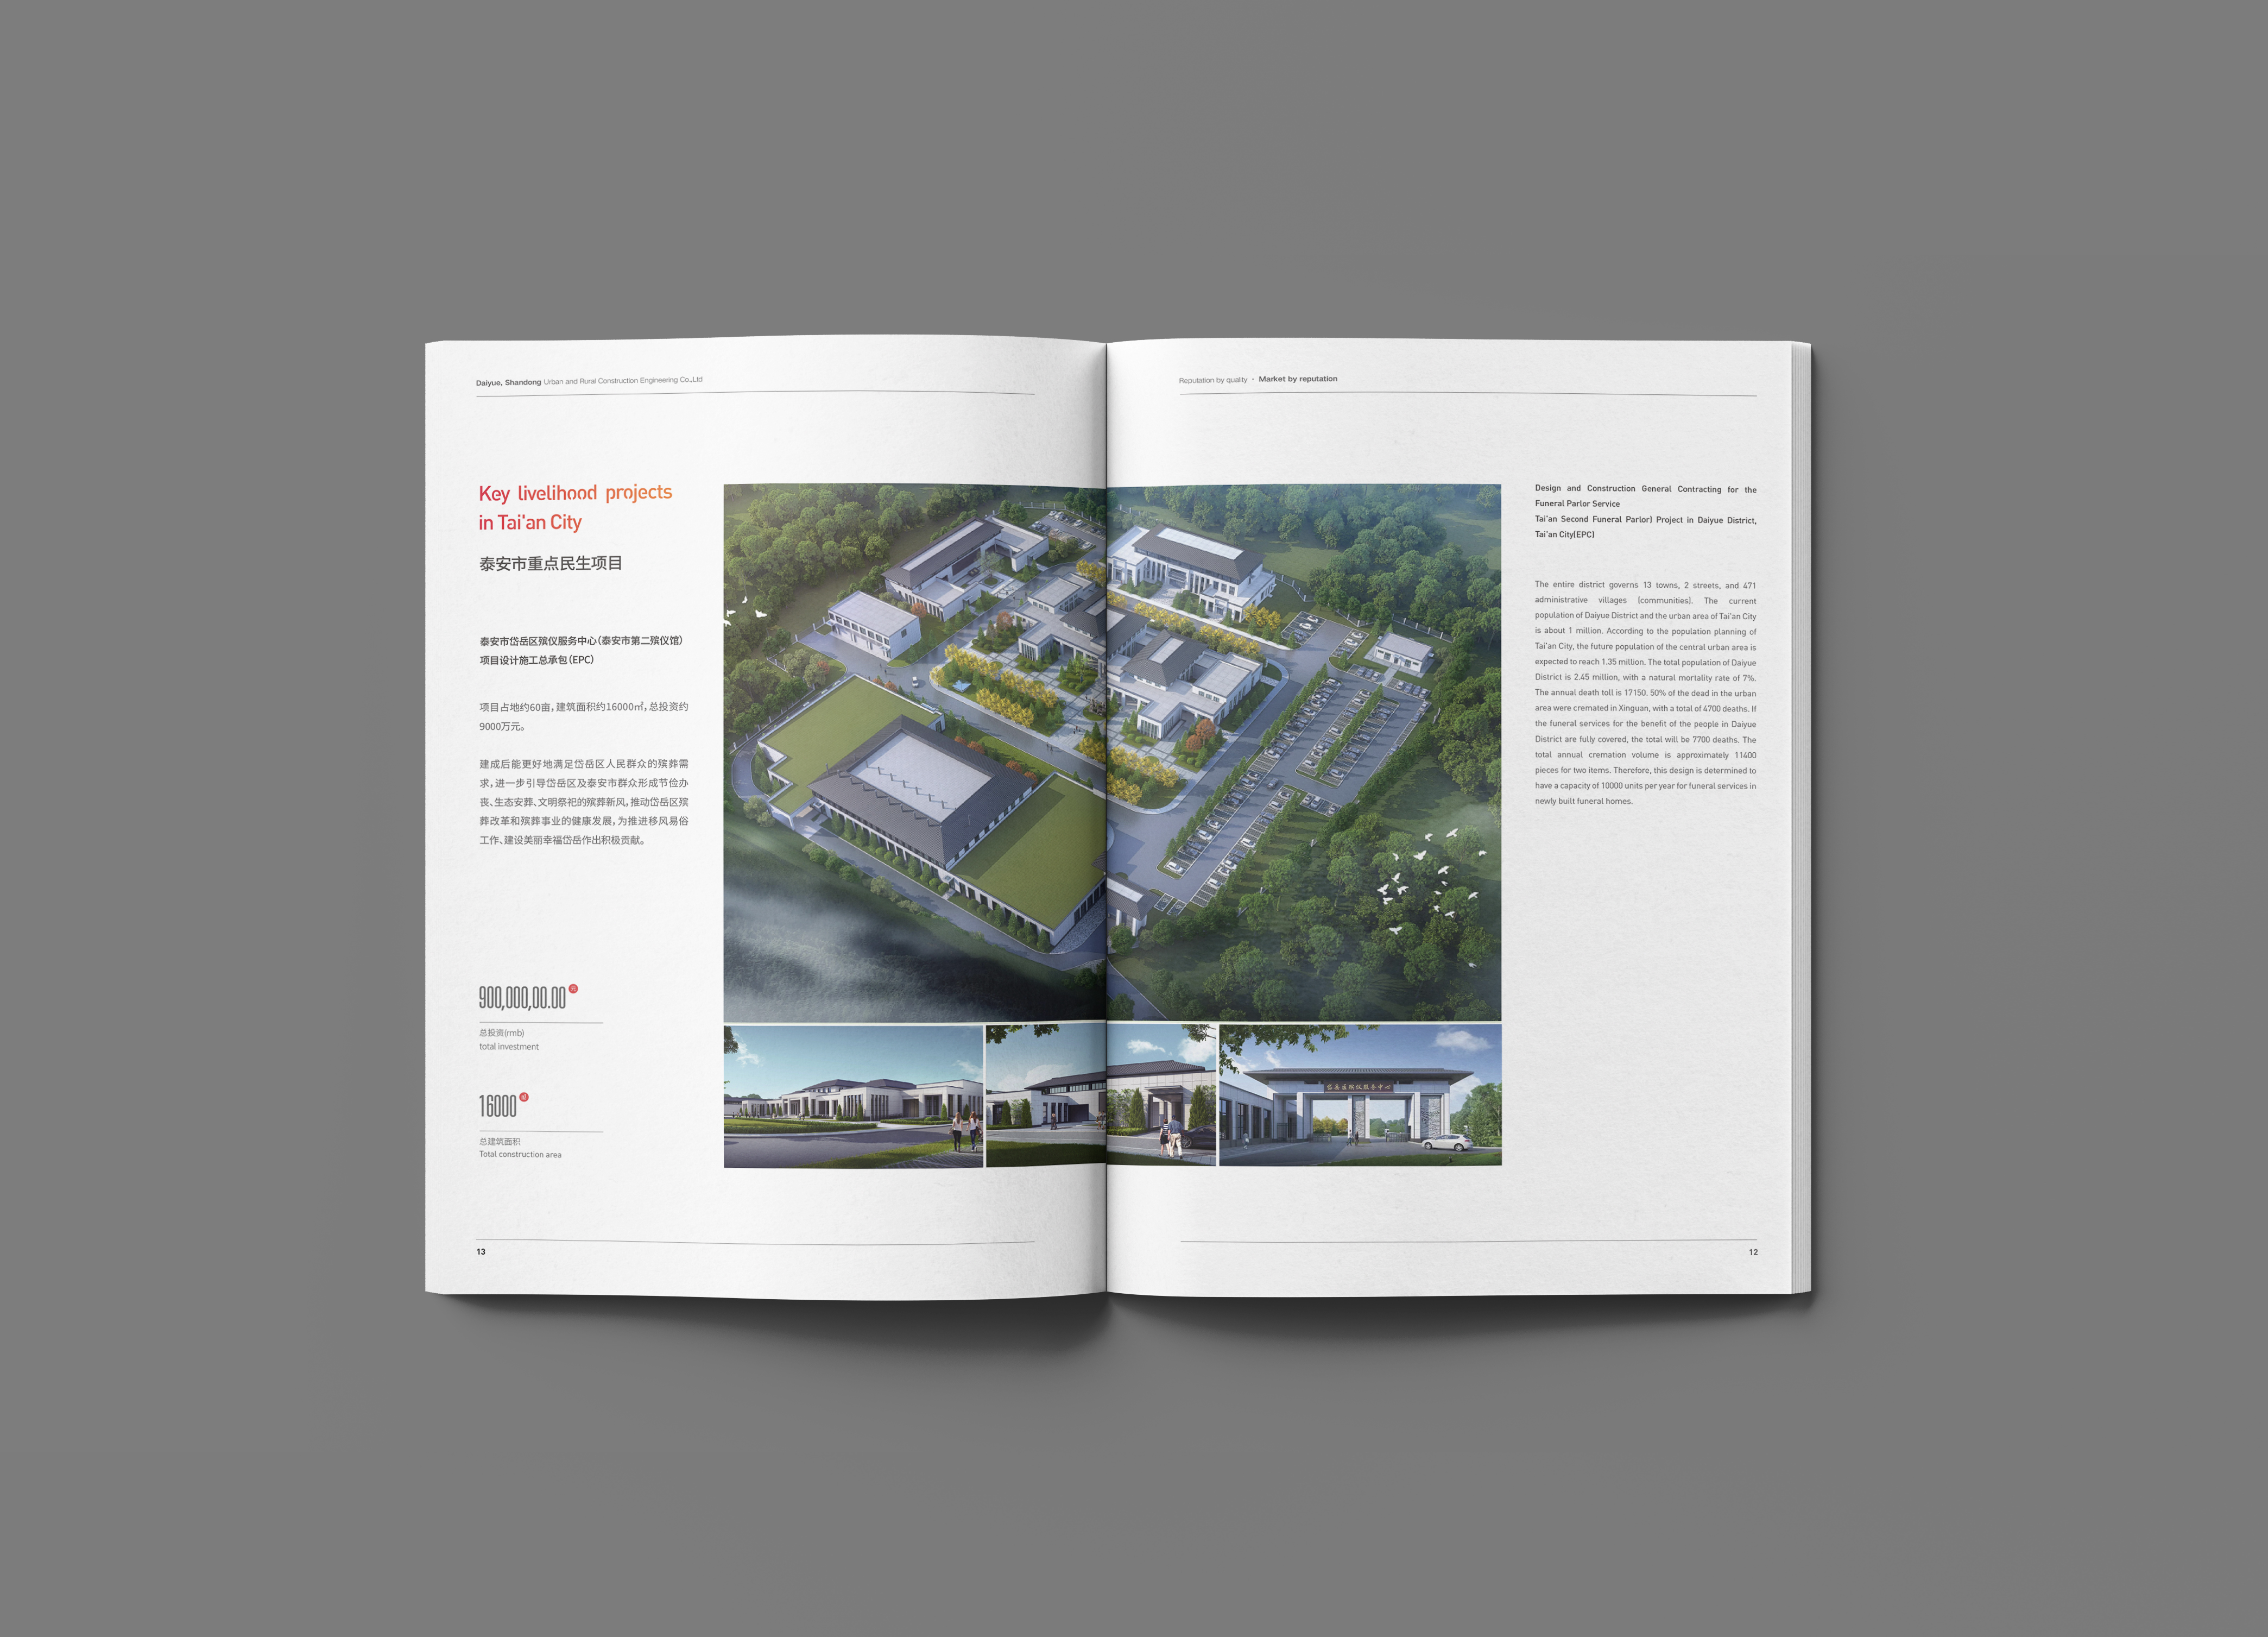 Daiyue, Shandong Urban and Rural Construction Engineering Co.,Ltd
Key livelihood projects
in Tai'an City
泰安市重点民生项目
泰安市岱岳区殡仪服务中心(泰安市第二殡仪馆)
项目设计施工总承包(EPC)
项目占地约60亩,建筑面积约16000㎡,总投资约
9000万元。
建成后能更好地满足岱岳区人民群众的殡葬需
求,进一步引导岱岳区及泰安市群众形成节俭办
丧、生态安葬、文明祭祀的殡葬新风,推动岱岳区殡
葬改革和殡葬事业的健康发展,为推进移风易俗
工作、建设美丽幸福岱岳作出积极贡献。
900,000,00.00 元
总投资(rmb)
total investment
16000 ㎡
总建筑面积
Total construction area
13
Reputation by quality · Market by reputation
岱岳区殡仪服务中心
Design and Construction General Contracting for the
Funeral Parlor Service
Tai'an Second Funeral Parlor) Project in Daiyue District,
Tai'an City(EPC)
The entire district governs 13 towns, 2 streets, and 471
administrative villages (communities). The current
population of Daiyue District and the urban area of Tai'an City
is about 1 million. According to the population planning of
Tai'an City, the future population of the central urban area is
expected to reach 1.35 million. The total population of Daiyue
District is 2.45 million, with a natural mortality rate of 7%.
The annual death toll is 17150. 50% of the dead in the urban
area were cremated in Xinguan, with a total of 4700 deaths. If
the funeral services for the benefit of the people in Daiyue
District are fully covered, the total will be 7700 deaths. The
total annual cremation volume is approximately 11400
pieces for two items. Therefore, this design is determined to
have a capacity of 10000 units per year for funeral services in
newly built funeral homes.
12